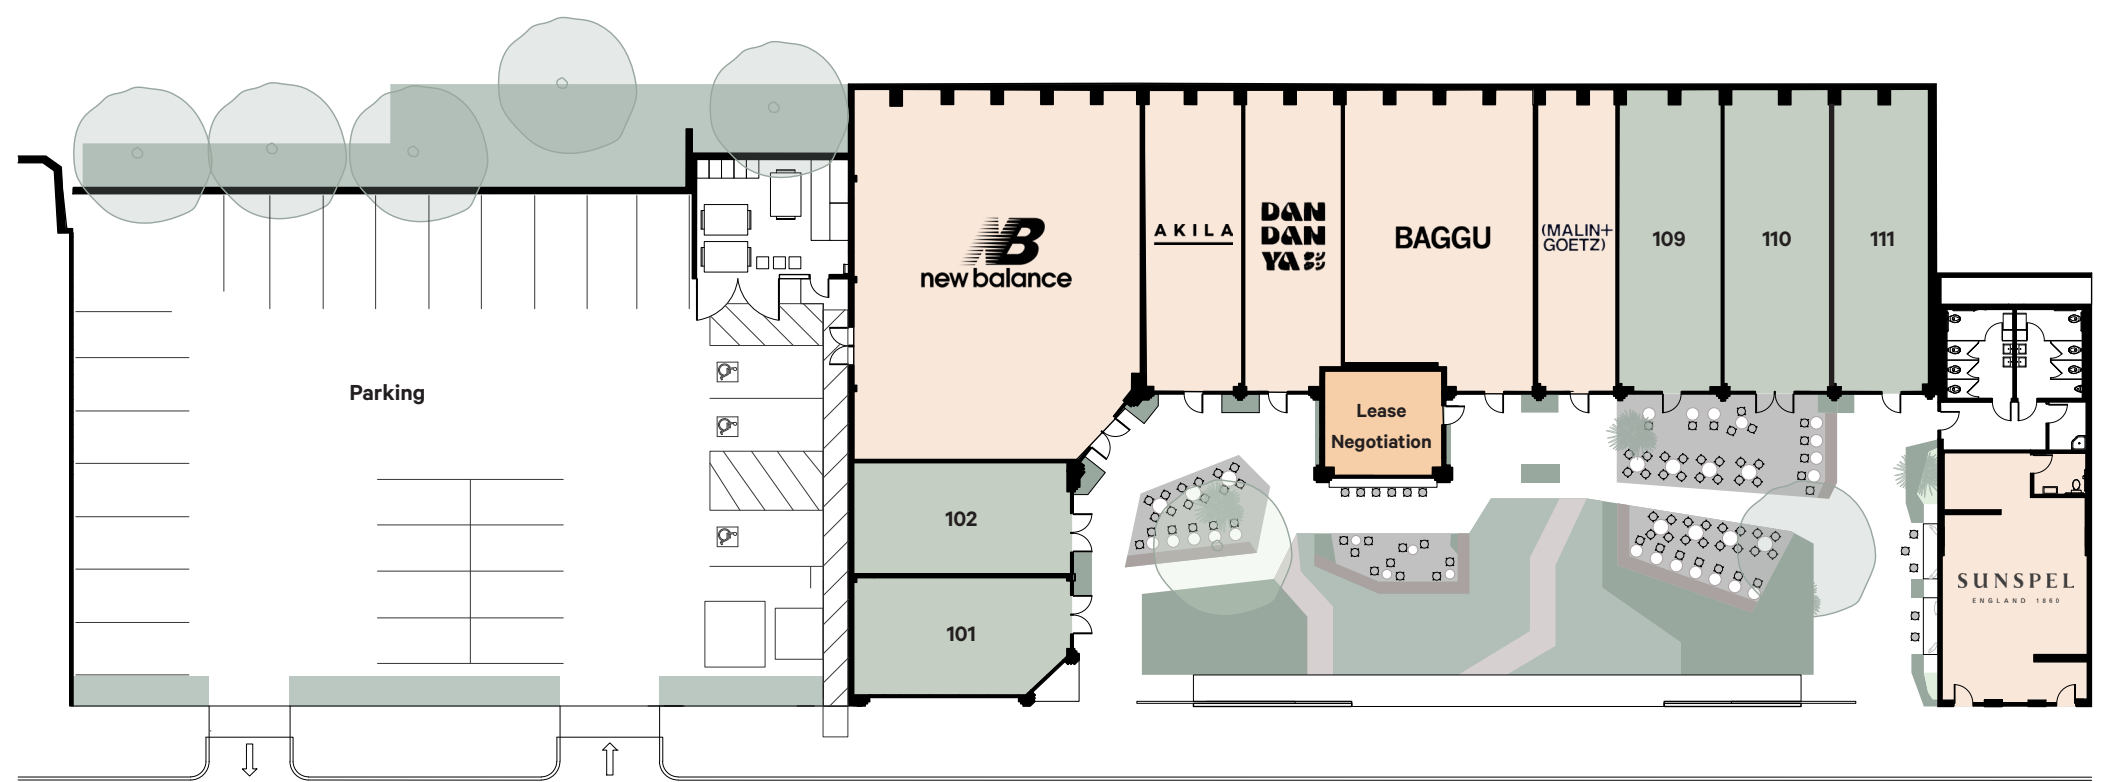 Parking
new balance
AKILA
DAN
DAN
YA
BAGGU
(MALIN+
GOETZ)
109
110
111
Lease
Negotiation
102
101
SUNSPEL
ENGLAND 1860